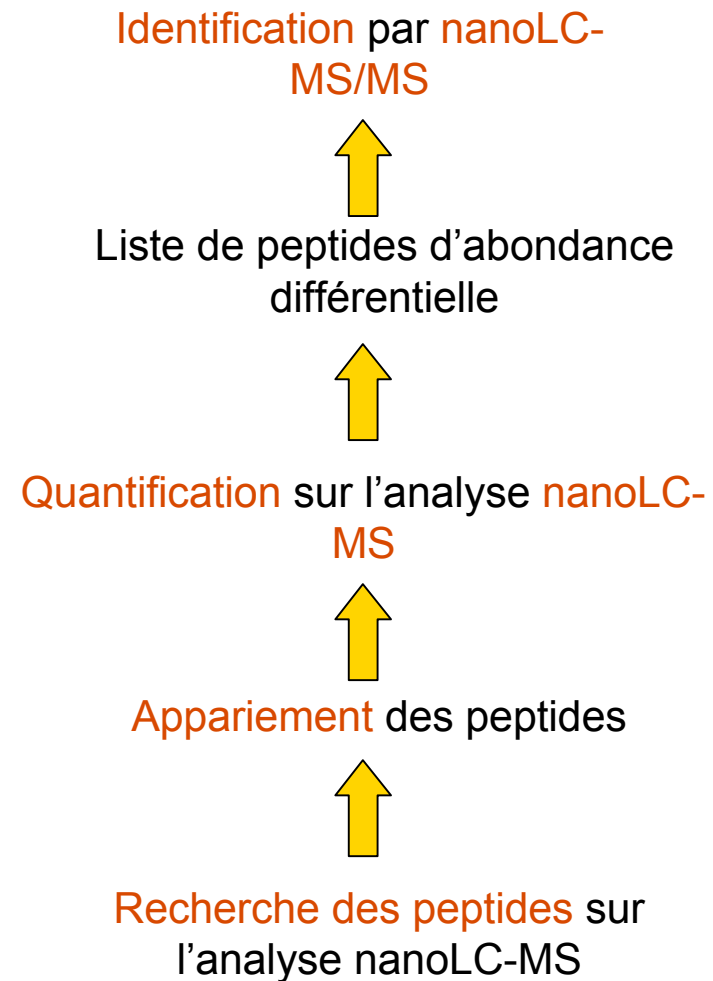 Identification par nanoLC-
MS/MS
Liste de peptides d’abondance
différentielle
Quantification sur l’analyse nanoLC-
MS
Appariement des peptides
Recherche des peptides sur
l’analyse nanoLC-MS